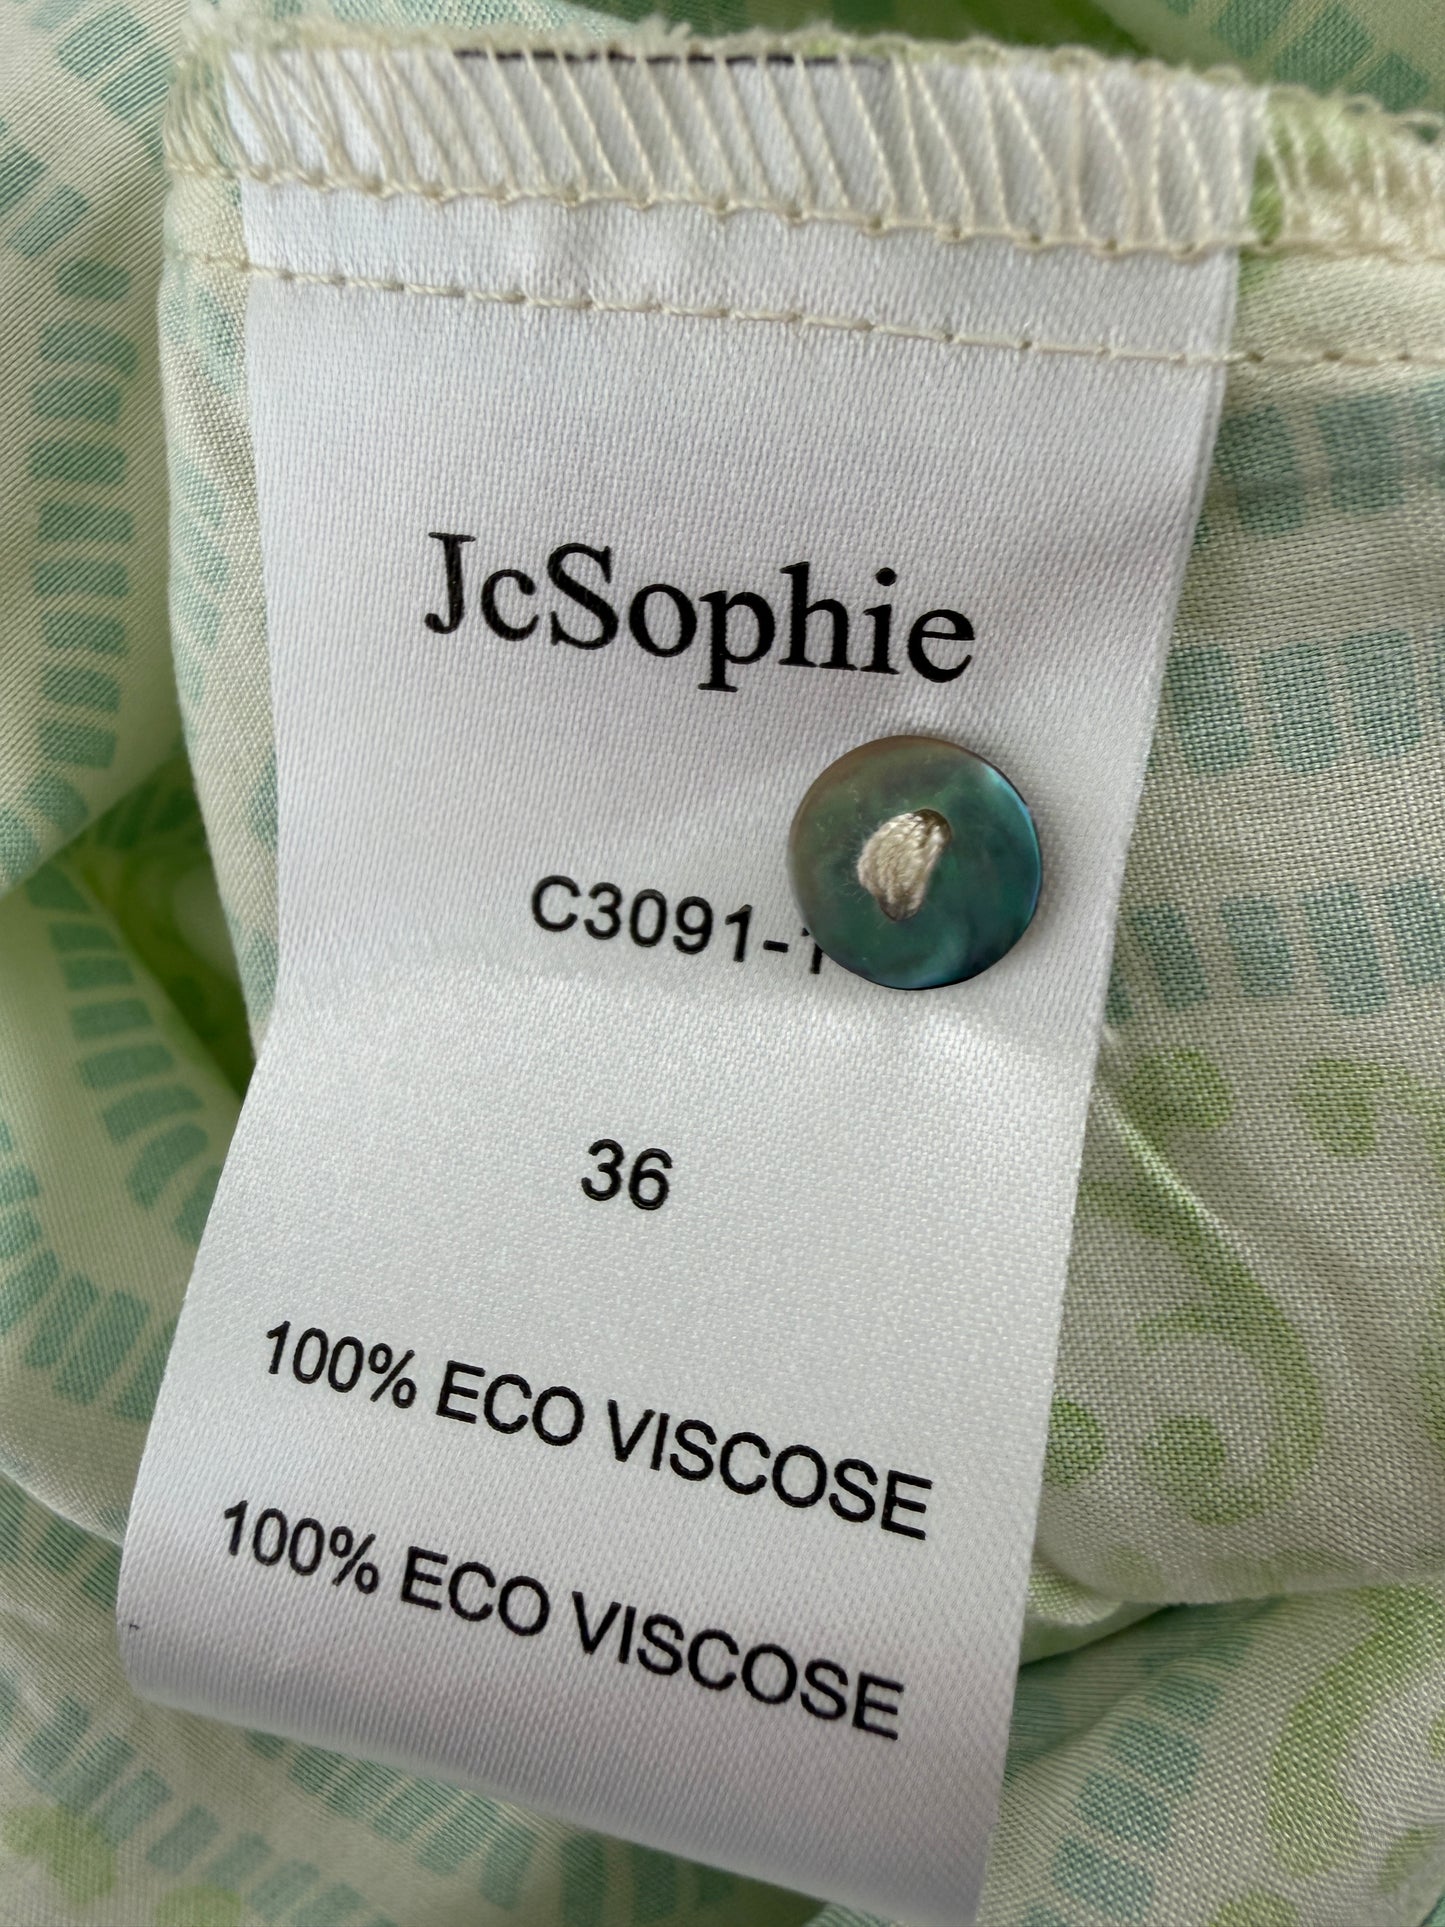 JcSophie
C3091-1
36
100% ECO VISCOSE
100% ECO VISCOSE